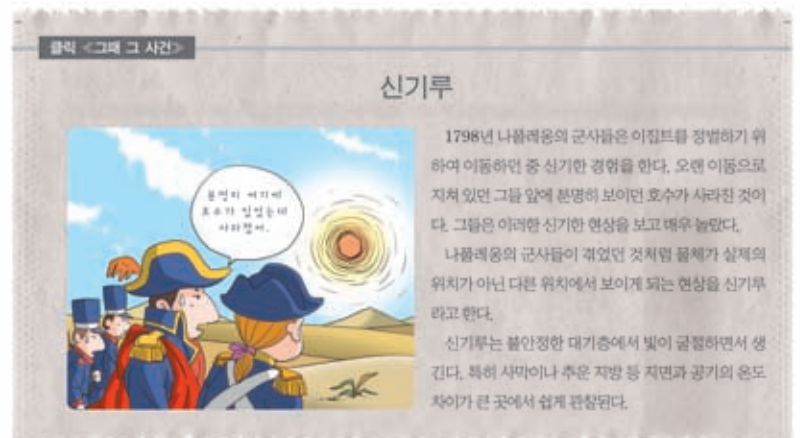 클릭 <그때 그 사건>
신기루
분명히 여기에
호수가 있었는데
사라졌어.
1798년 나폴레옹의 군사들은 이집트를 정벌하기 위
하여 이동하던 중 신기한 경험을 한다. 오랜 이동으로
지쳐 있던 그들 앞에 분명히 보이던 호수가 사라진 것이
다. 그들은 이러한 신기한 현상을 보고 매우 놀랐다.
나폴레옹의 군사들이 겪었던 것처럼 물체가 실제의
위치가 아닌 다른 위치에서 보이게 되는 현상을 신기루
라고 한다.
신기루는 불안정한 대기층에서 빛이 굴절하면서 생
긴다. 특히 사막이나 추운 지방 등 지면과 공기의 온도
차이가 큰 곳에서 쉽게 관찰된다.